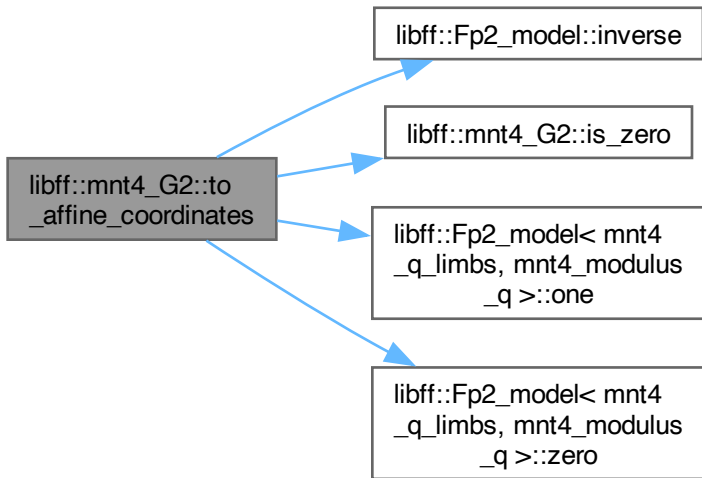 libff::Fp2_model::inverse
libff::mnt4_G2::is_zero
libff::mnt4_G2::to
_affine_coordinates
libff::Fp2_model< mnt4
_q_limbs, mnt4_modulus
_q >::one
libff::Fp2_model< mnt4
_q_limbs, mnt4_modulus
_q >::zero